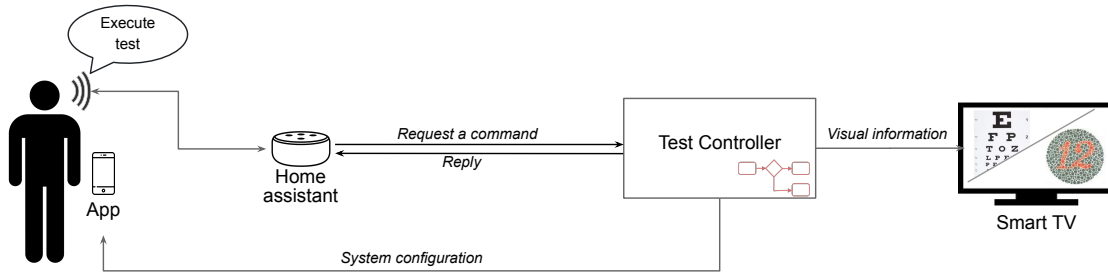 Execute
test
Request a command
Reply
Test Controller
Visual information
Home
assistant
App
System configuration
E
F P
T O Z
L P E
12
Smart TV